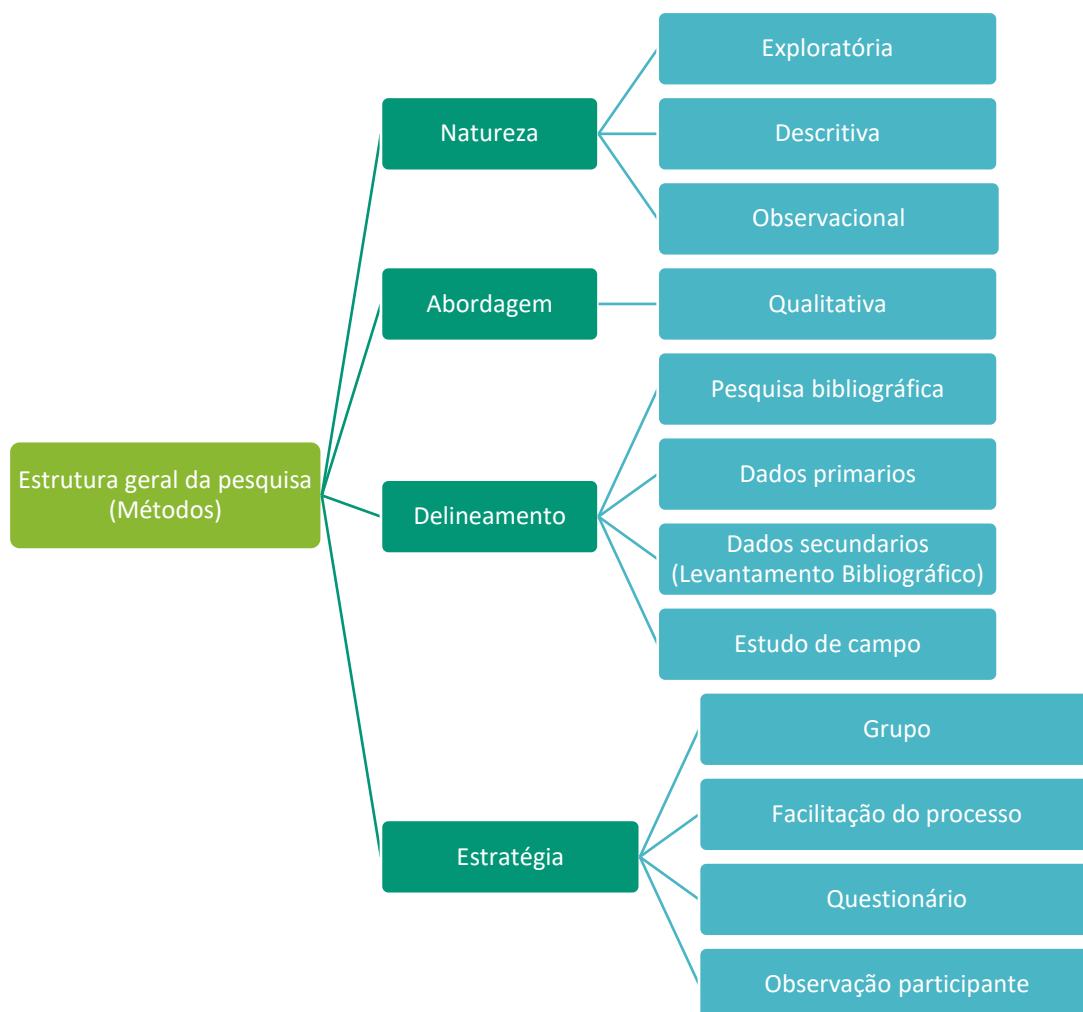 Estrutura geral da pesquisa
(Métodos)
Natureza
Exploratória
Descritiva
Observacional
Abordagem
Qualitativa
Delineamento
Pesquisa bibliográfica
Dados primarios
Dados secundarios
(Levantamento Bibliográfico)
Estudo de campo
Estratégia
Grupo
Facilitação do processo
Questionário
Observação participante